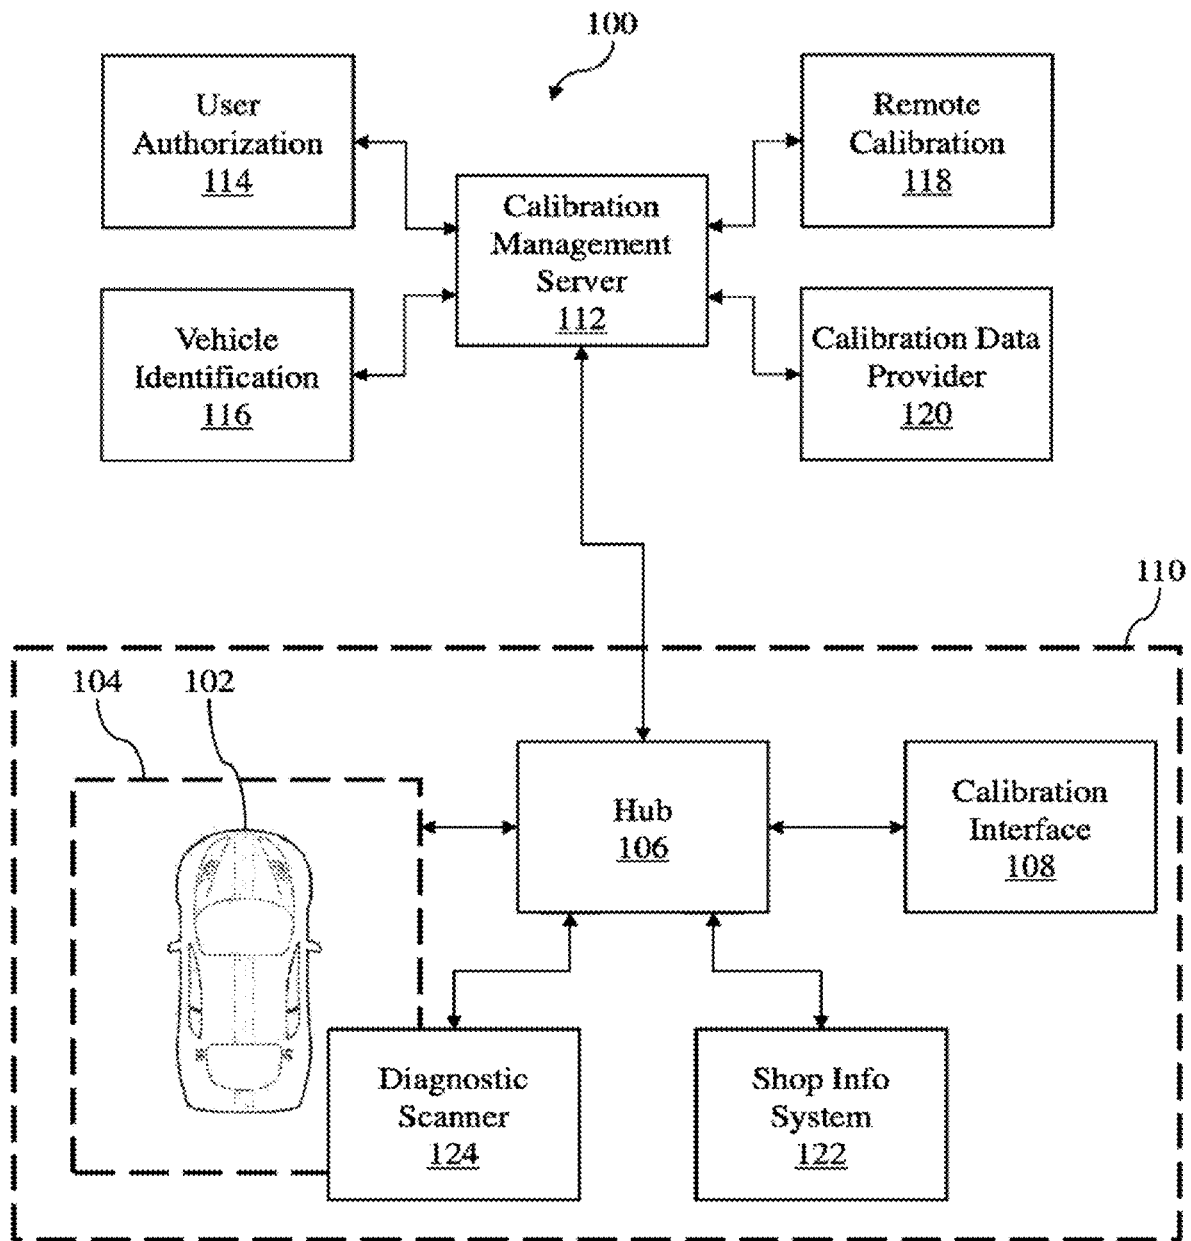 100
User
Authorization
114
Remote
Calibration
118
Calibration
Management
Server
112
Vehicle
Identification
116
Calibration Data
Provider
120
110
104
102
Hub
106
Calibration
Interface
108
Diagnostic
Scanner
124
Shop Info
System
122